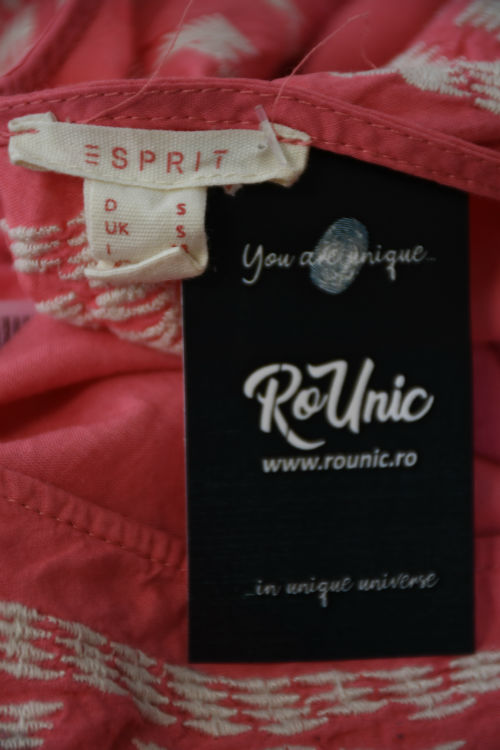 ESPRIT
D S
UK S
I
You are unique...
RoUnic
www.rounic.ro
...in unique universe